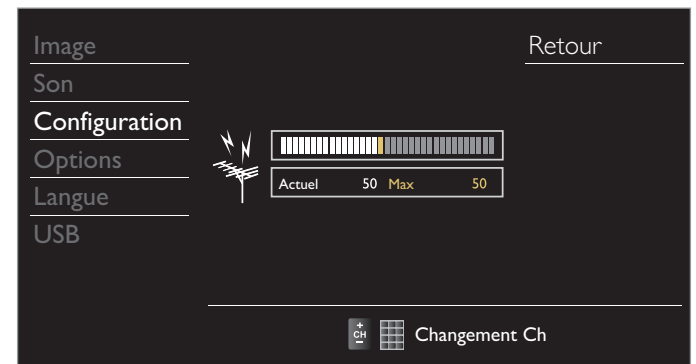 Image
Son
Configuration
Options
Langue
USB
Retour
Actuel 50 Max 50
+
CH
−
Changement Ch